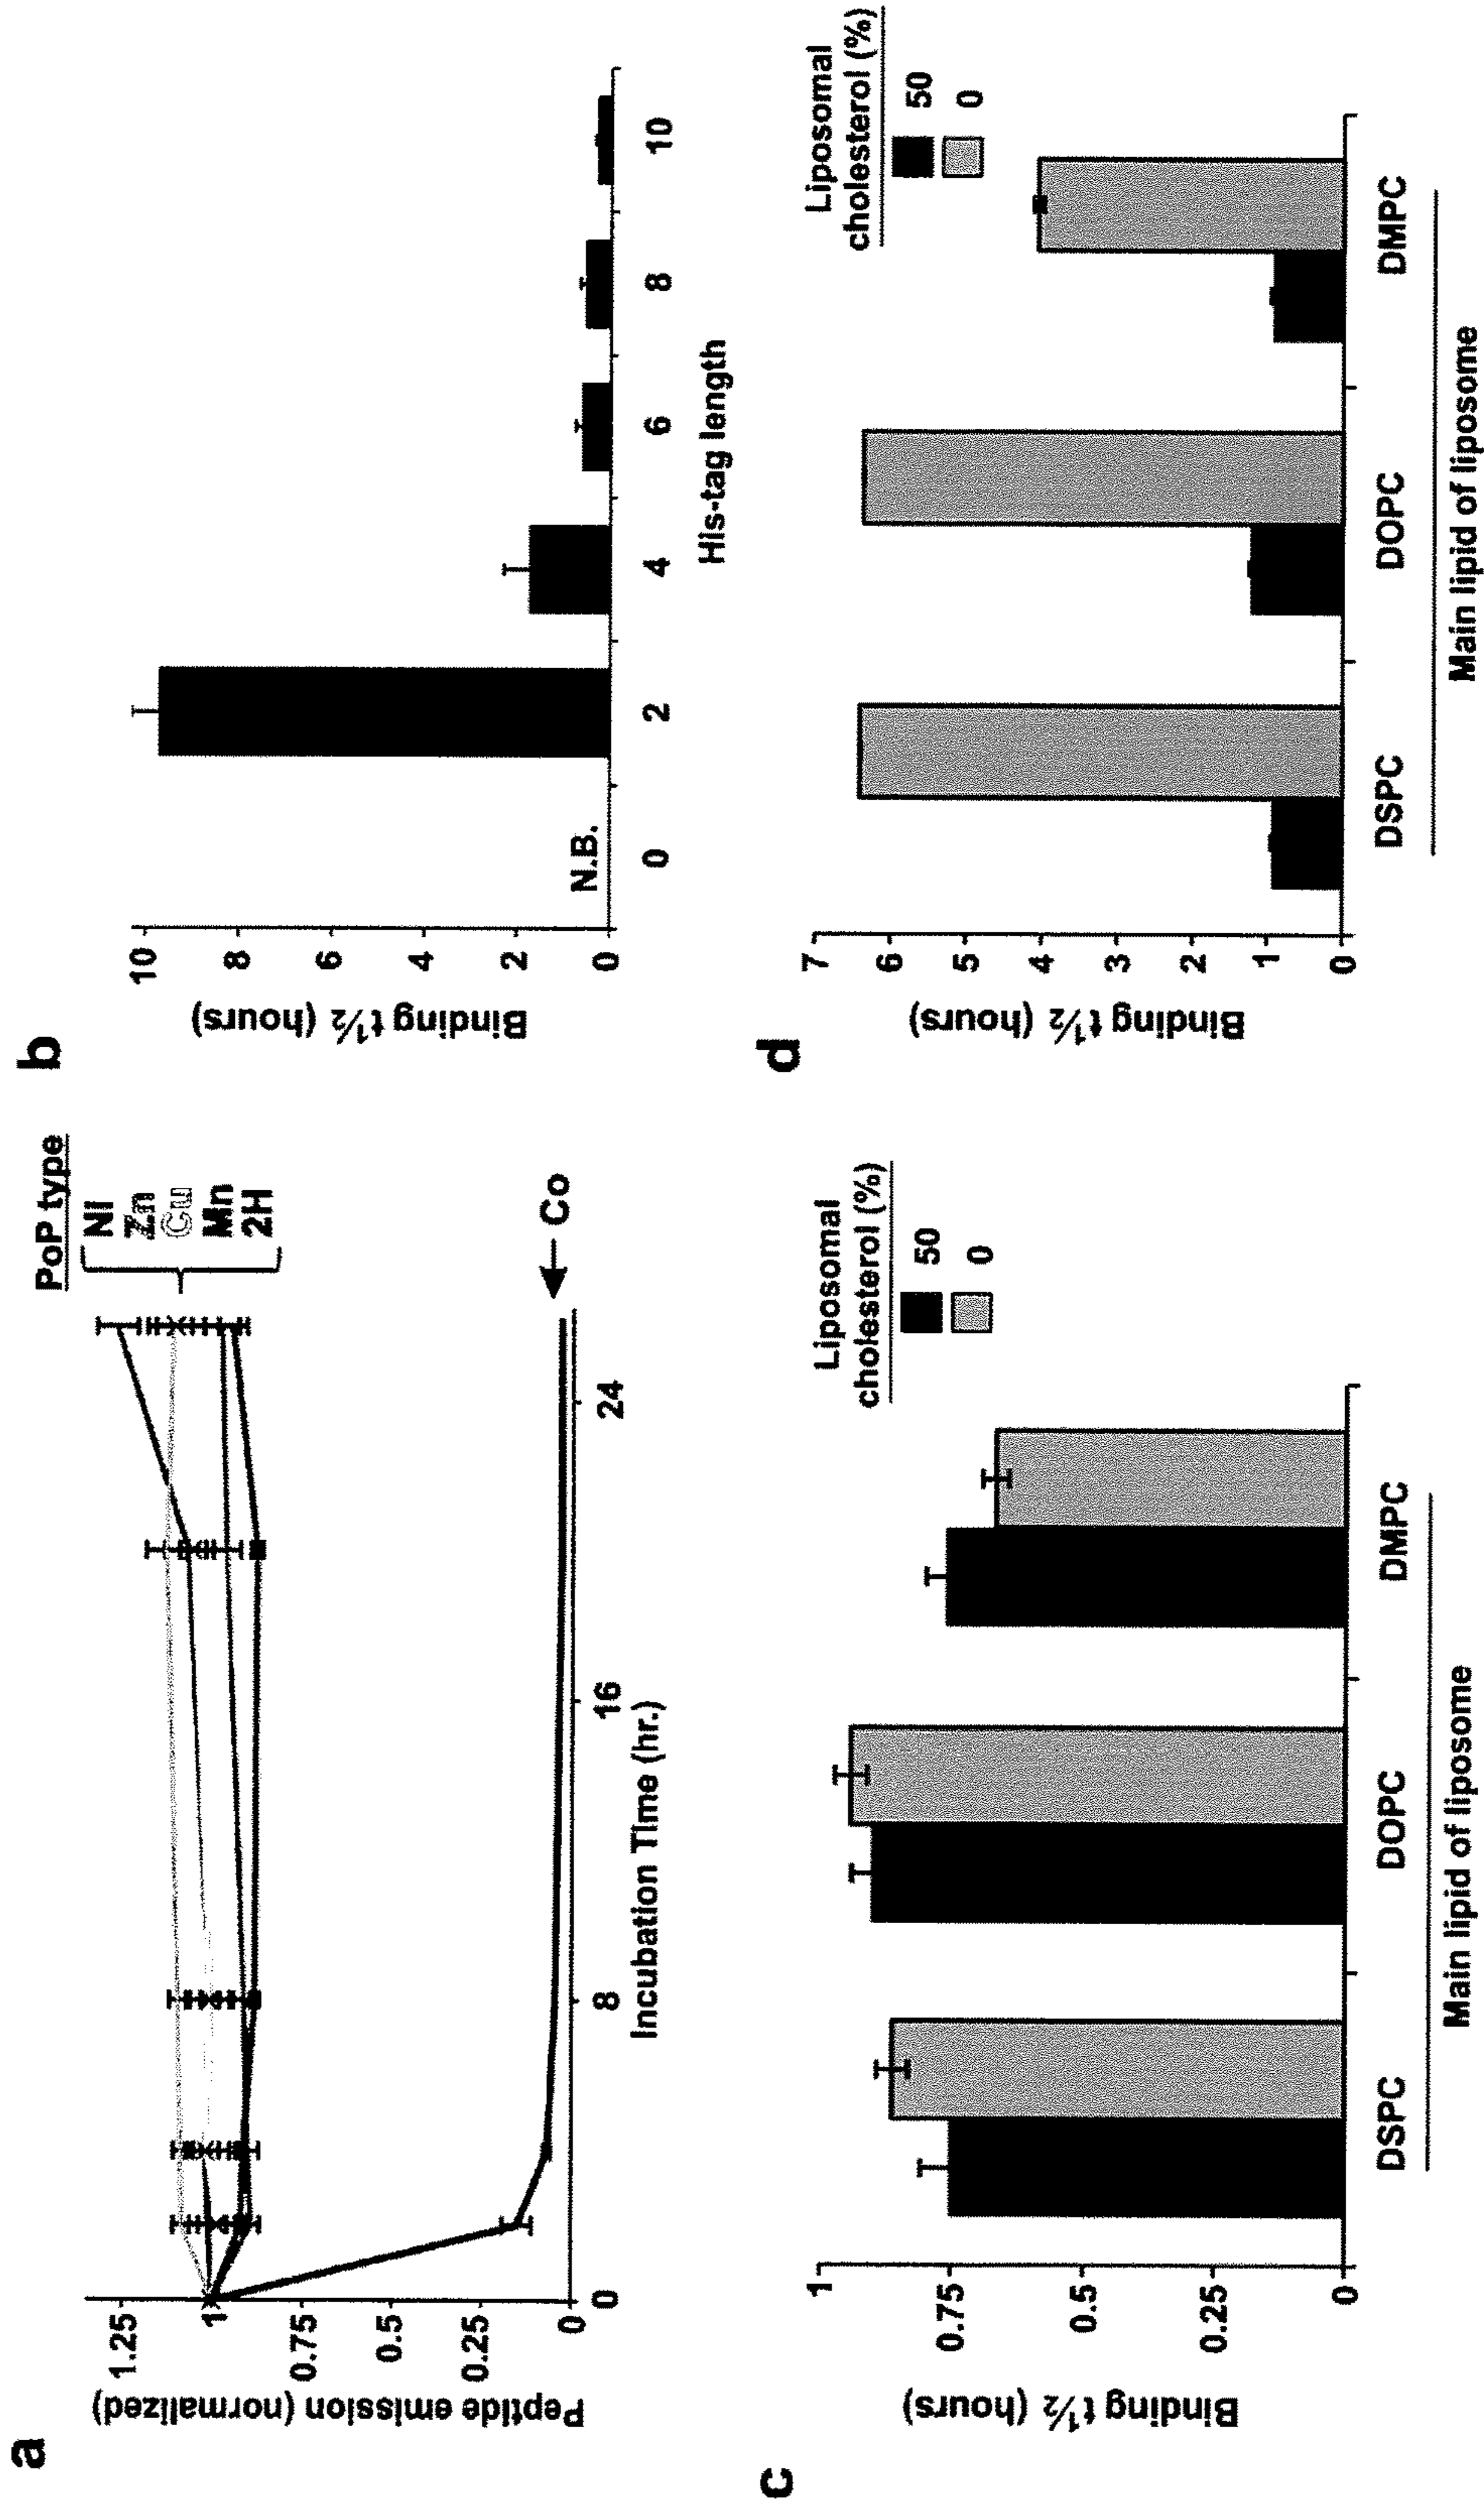 a
PoP type
Ni
Zn
Cu
Mn
2H
Co
Peptide emission (normalized)
1.25
1
0.75
0.5
0.25
0
0
8
16
24
Incubation Time (hr.)
b
Binding t½ (hours)
10
8
6
4
2
0
N.B.
0
2
4
6
8
10
His-tag length
c
Liposomal
cholesterol (%)
50
0
Binding t½ (hours)
1
0.75
0.5
0.25
0
DSPC
DOPC
DMPC
Main lipid of liposome
d
Liposomal
cholesterol (%)
50
0
Binding t½ (hours)
7
6
5
4
3
2
1
0
DSPC
DOPC
DMPC
Main lipid of liposome